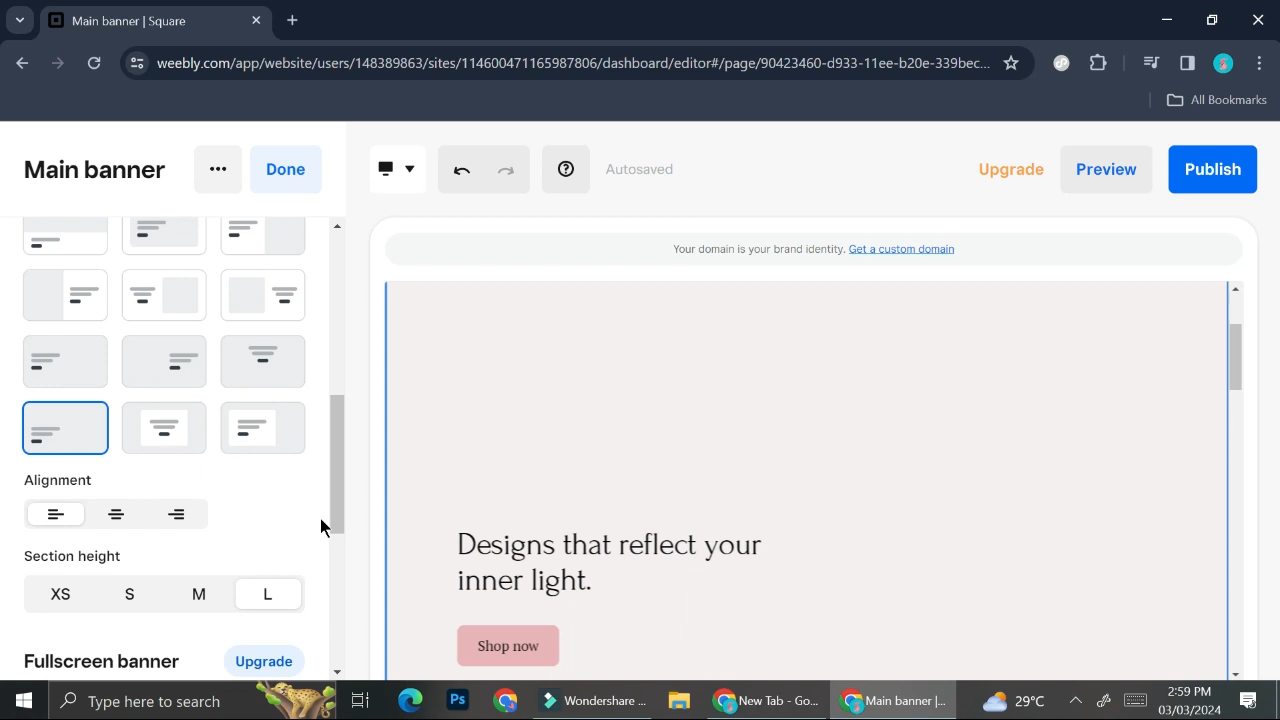 Main banner | Square
weebly.com/app/website/users/148389863/sites/114600471165987806/dashboard/editor#/page/90423460-d933-11ee-b20e-339bec...
All Bookmarks
Main banner
Done
Autosaved
Upgrade
Preview
Publish
Your domain is your brand identity. Get a custom domain
Alignment
Section height
XS S M L
Fullscreen banner
Upgrade
Designs that reflect your
inner light.
Shop now
Type here to search
Ps
Wondershare ...
New Tab - Go...
Main banner |...
29°C
2:59 PM
03/03/2024